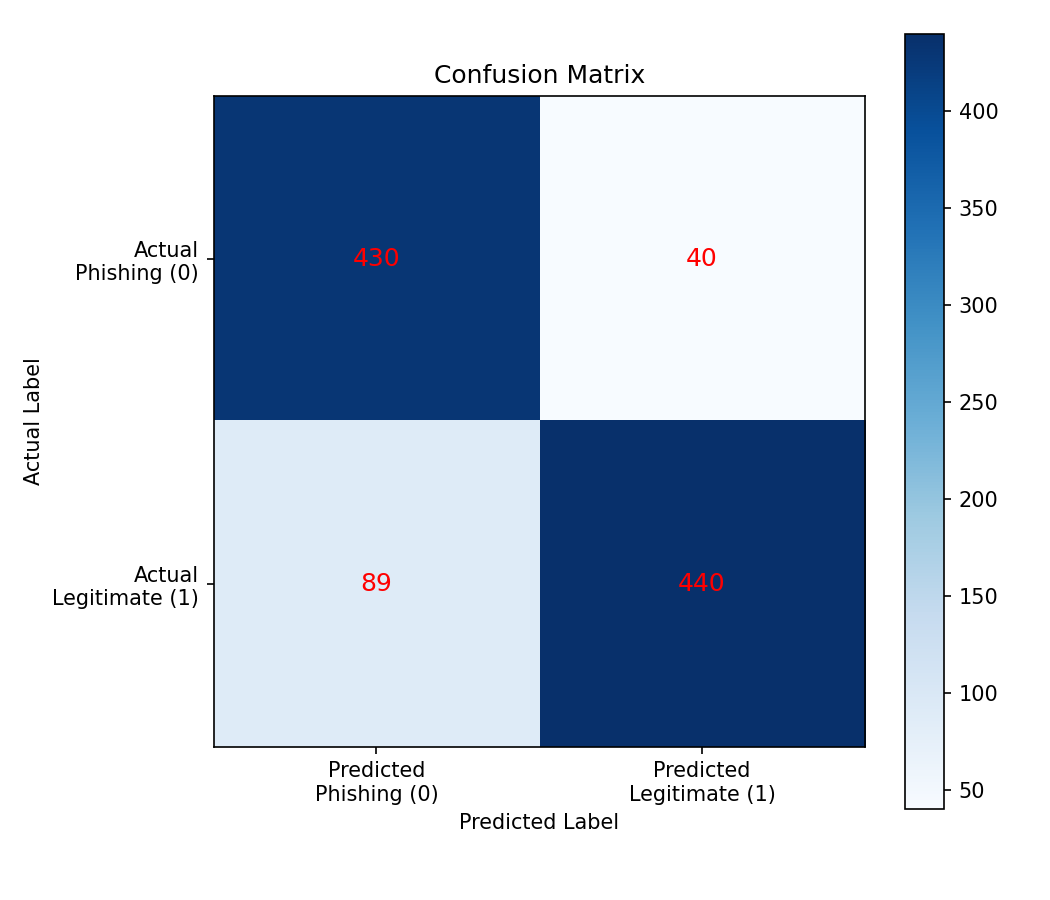 Confusion Matrix
Actual
Phishing (0)
430
40
Actual
Legitimate (1)
89
440
Actual Label
Predicted
Phishing (0)
Predicted
Legitimate (1)
Predicted Label
400
350
300
250
200
150
100
50